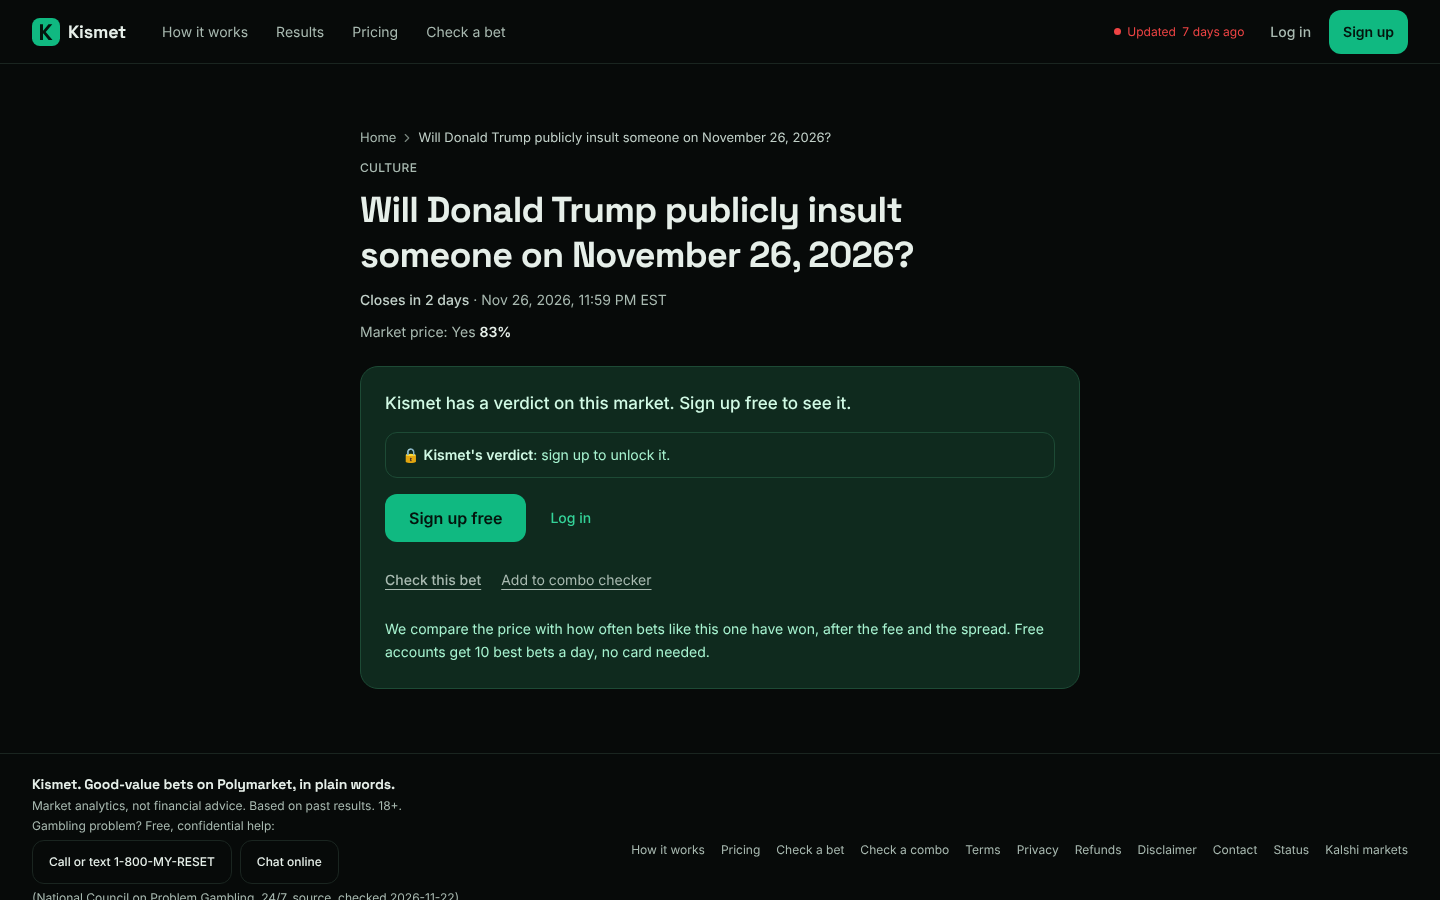 K Kismet
How it works
Results
Pricing
Check a bet
Updated 7 days ago
Log in
Sign up
Home > Will Donald Trump publicly insult someone on November 26, 2026?
CULTURE
Will Donald Trump publicly insult
someone on November 26, 2026?
Closes in 2 days · Nov 26, 2026, 11:59 PM EST
Market price: Yes 83%
Kismet has a verdict on this market. Sign up free to see it.
🔒 Kismet's verdict: sign up to unlock it.
Sign up free
Log in
Check this bet
Add to combo checker
We compare the price with how often bets like this one have won, after the fee and the spread. Free
accounts get 10 best bets a day, no card needed.
Kismet. Good-value bets on Polymarket, in plain words.
Market analytics, not financial advice. Based on past results. 18+.
Gambling problem? Free, confidential help:
Call or text 1-800-MY-RESET
Chat online
(National Council on Problem Gambling, 24/7, source, checked 2026-11-22)
How it works
Pricing
Check a bet
Check a combo
Terms
Privacy
Refunds
Disclaimer
Contact
Status
Kalshi markets